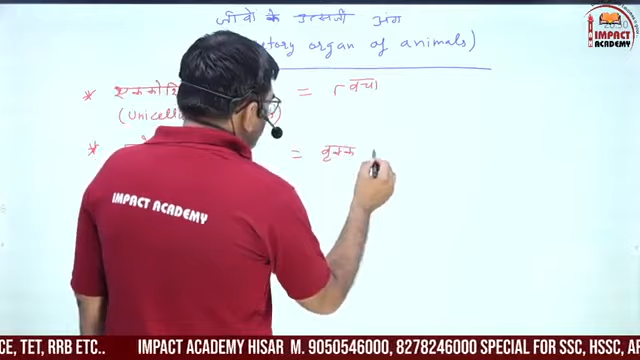 जीवो के उत्सर्जी अंग
tory organ of animals)
* = त्वचा
(Unicell
* = वृक्क
IMPACT ACADEMY
IMPACT ACADEMY
CE, TET, RRB ETC.. IMPACT ACADEMY HISAR M. 9050546000, 8278246000 SPECIAL FOR SSC, HSSC, AF